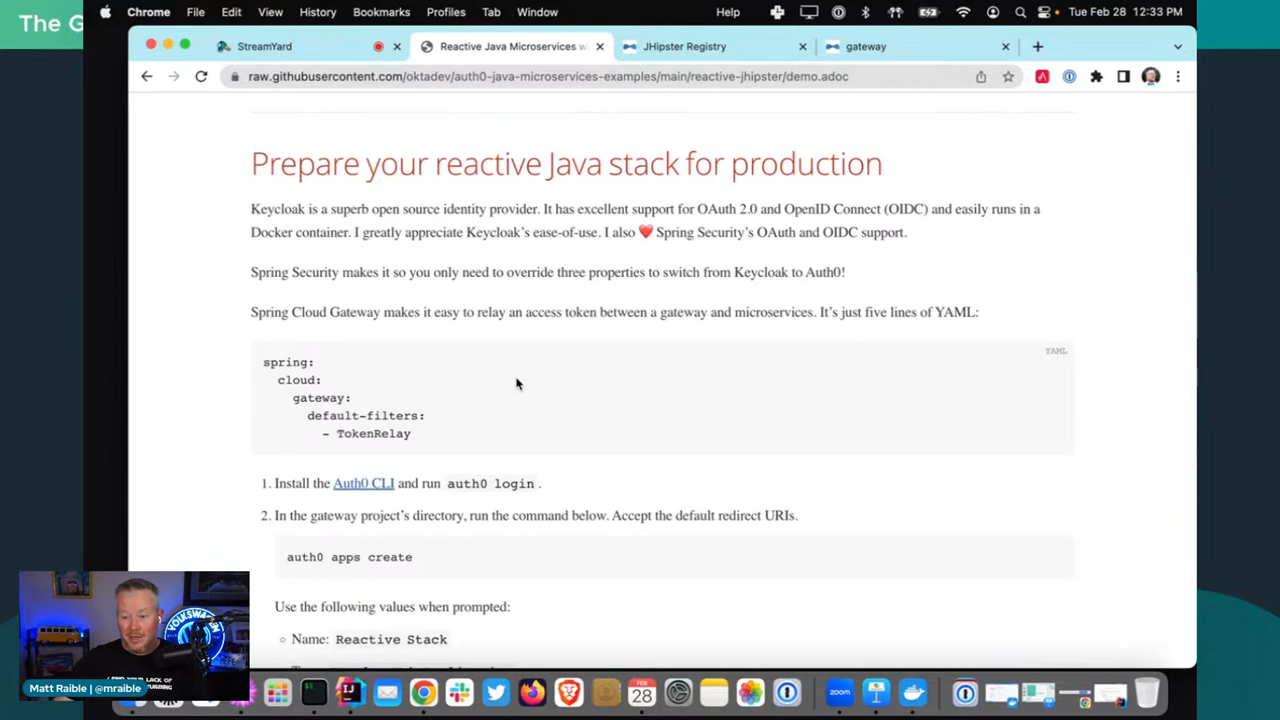 The G
Chrome File Edit View History Bookmarks Profiles Tab Window Help Tue Feb 28 12:33 PM
StreamYard Reactive Java Microservices w JHipster Registry gateway
raw.githubusercontent.com/oktadev/auth0-java-microservices-examples/main/reactive-jhipster/demo.adoc
Prepare your reactive Java stack for production
Keycloak is a superb open source identity provider. It has excellent support for OAuth 2.0 and OpenID Connect (OIDC) and easily runs in a
Docker container. I greatly appreciate Keycloak's ease-of-use. I also ❤️ Spring Security's OAuth and OIDC support.
Spring Security makes it so you only need to override three properties to switch from Keycloak to Auth0!
Spring Cloud Gateway makes it easy to relay an access token between a gateway and microservices. It's just five lines of YAML:
YAML
spring:
cloud:
gateway:
default-filters:
- TokenRelay
1. Install the Auth0 CLI and run auth0 login.
2. In the gateway project's directory, run the command below. Accept the default redirect URIs.
auth0 apps create
Use the following values when prompted:
Name: Reactive Stack
VOLKSWAGEN
Matt Raible | @mraible
FEB
28
zoom